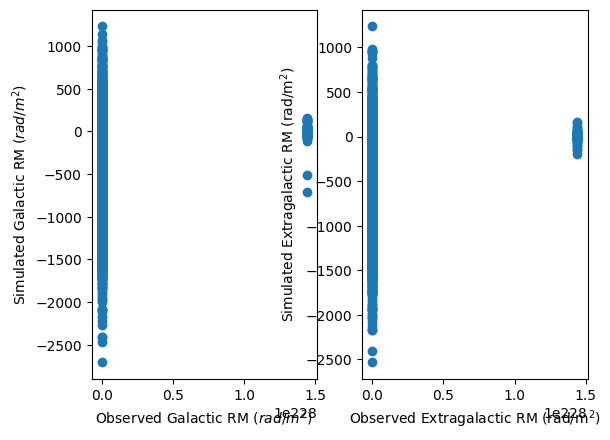 1000
500
0
−500
−1000
−1500
−2000
−2500
Simulated Galactic RM (rad/m²)
0.0 0.5 1.0 1.5
1e228
Observed Galactic RM (rad/m²)
1000
500
0
−500
−1000
−1500
−2000
−2500
Simulated Extragalactic RM (rad/m²)
0.0 0.5 1.0 1.5
1e228
Observed Extragalactic RM (rad/m²)